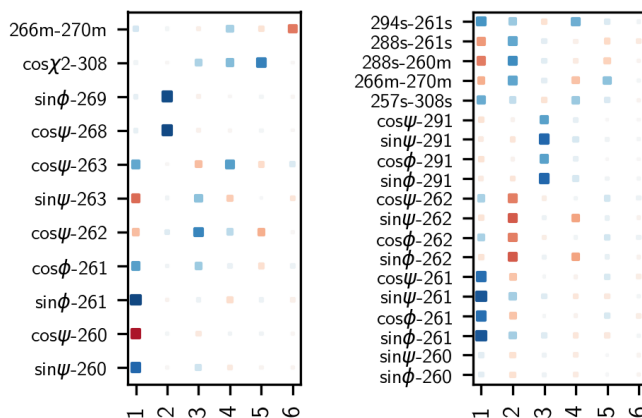 266m-270m
cosχ2-308
sinϕ-269
cosψ-268
cosψ-263
sinψ-263
cosψ-262
cosϕ-261
sinϕ-261
cosψ-260
sinψ-260
1 2 3 4 5 6
294s-261s
288s-261s
288s-260m
266m-270m
257s-308s
cosψ-291
sinψ-291
cosϕ-291
sinϕ-291
cosψ-262
sinψ-262
cosϕ-262
sinϕ-262
cosψ-261
sinψ-261
cosϕ-261
sinϕ-261
sinψ-260
sinϕ-260
1 2 3 4 5 6